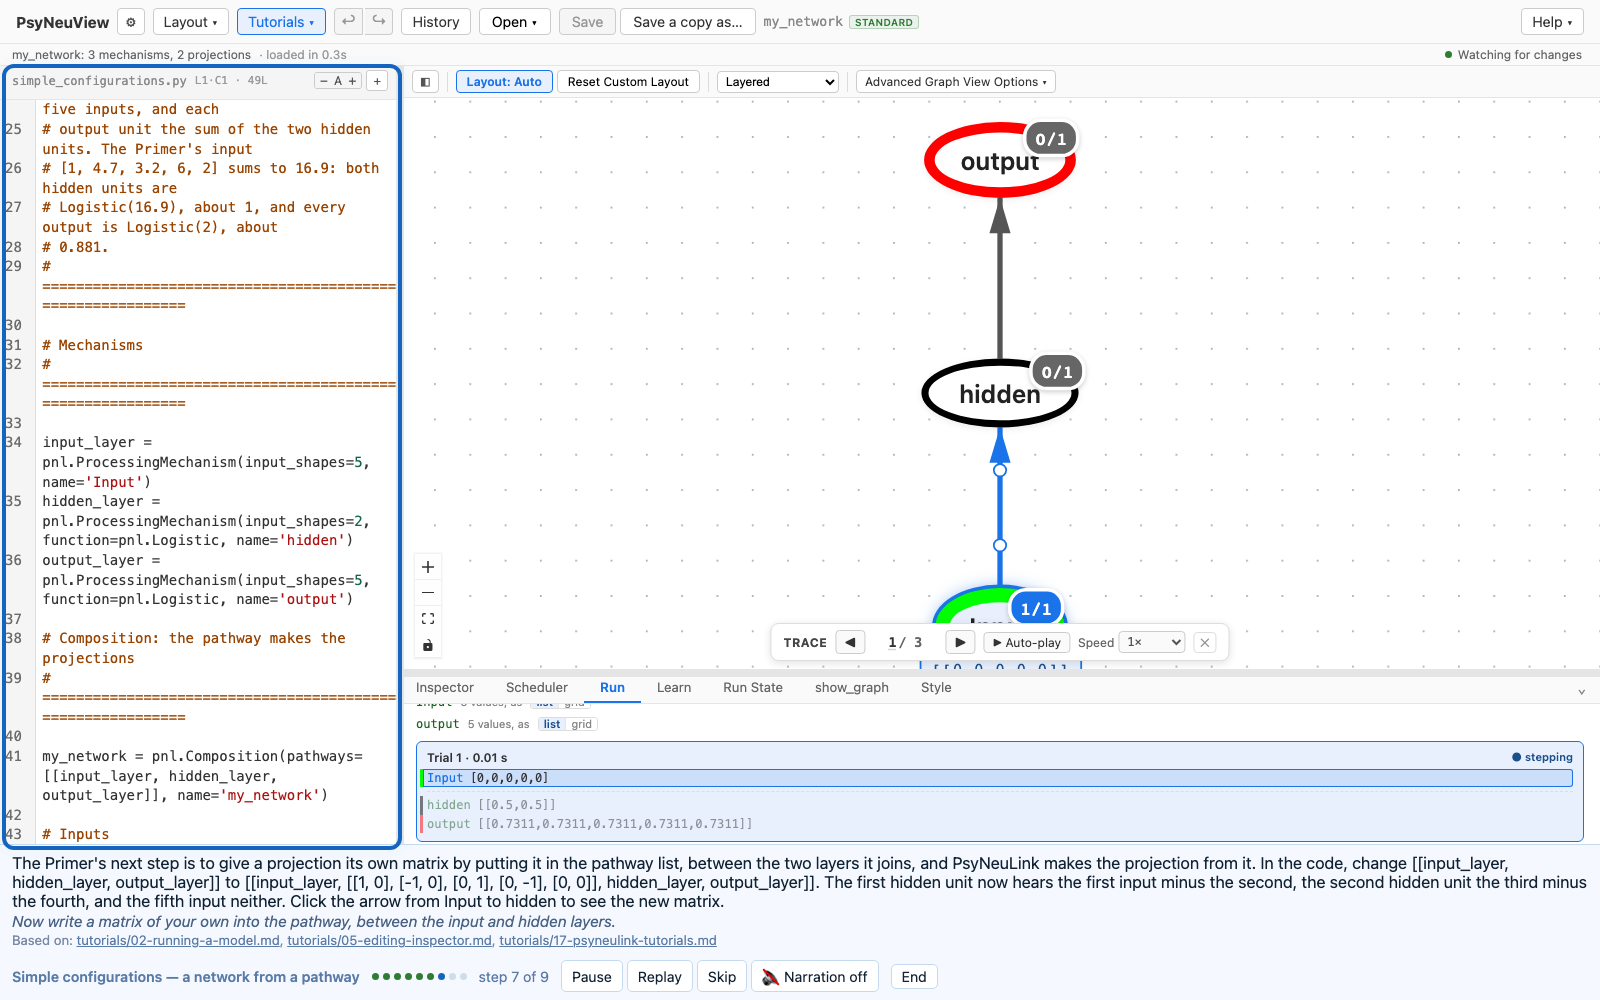 PsyNeuView
Layout
Tutorials
History
Open
Save
Save a copy as...
my_network
STANDARD
Help
my_network: 3 mechanisms, 2 projections · loaded in 0.3s
Watching for changes
simple_configurations.py L1·C1 · 49L
− A +
+
Layout: Auto
Reset Custom Layout
Layered
Advanced Graph View Options
five inputs, and each
25 # output unit the sum of the two hidden
units. The Primer's input
26 # [1, 4.7, 3.2, 6, 2] sums to 16.9: both
hidden units are
27 # Logistic(16.9), about 1, and every
output is Logistic(2), about
28 # 0.881.
29 #
===========================================
=================
30
31 # Mechanisms
32 #
===========================================
=================
33
34 input_layer =
pnl.ProcessingMechanism(input_shapes=5,
name='Input')
35 hidden_layer =
pnl.ProcessingMechanism(input_shapes=2,
function=pnl.Logistic, name='hidden')
36 output_layer =
pnl.ProcessingMechanism(input_shapes=5,
function=pnl.Logistic, name='output')
37
38 # Composition: the pathway makes the
projections
39 #
===========================================
=================
40
41 my_network = pnl.Composition(pathways=
[[input_layer, hidden_layer,
output_layer]], name='my_network')
42
43 # Inputs
0/1
output
0/1
hidden
1/1
TRACE
1 / 3
Auto-play
Speed
1×
Inspector
Scheduler
Run
Learn
Run State
show_graph
Style
output 5 values, as list grid
Trial 1 · 0.01 s
stepping
Input [0,0,0,0,0]
hidden [[0.5,0.5]]
output [[0.7311,0.7311,0.7311,0.7311,0.7311]]
The Primer's next step is to give a projection its own matrix by putting it in the pathway list, between the two layers it joins, and PsyNeuLink makes the projection from it. In the code, change [[input_layer,
hidden_layer, output_layer]] to [[input_layer, [[1, 0], [-1, 0], [0, 1], [0, -1], [0, 0]], hidden_layer, output_layer]]. The first hidden unit now hears the first input minus the second, the second hidden unit the third minus
the fourth, and the fifth input neither. Click the arrow from Input to hidden to see the new matrix.
Now write a matrix of your own into the pathway, between the input and hidden layers.
Based on: tutorials/02-running-a-model.md, tutorials/05-editing-inspector.md, tutorials/17-psyneulink-tutorials.md
Simple configurations — a network from a pathway
step 7 of 9
Pause
Replay
Skip
Narration off
End